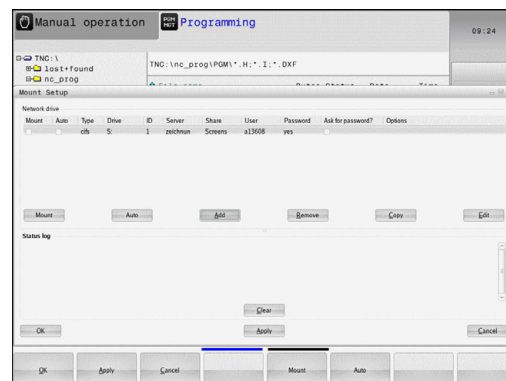 Manual operation
PGM MGT Programming
09:24
TNC:\
lost+found
nc_prog
TNC:\nc_prog\PGM\*.H;*.I;*.DXF
Mount Setup
Network drive
Mount Auto Type Drive ID Server Share User Password Ask for password? Options
cifs S: 1 zeichnun Screens a13608 yes
Mount Auto Add Remove Copy Edit
Status log
Clear
OK Apply Cancel
OK Apply Cancel Mount Auto